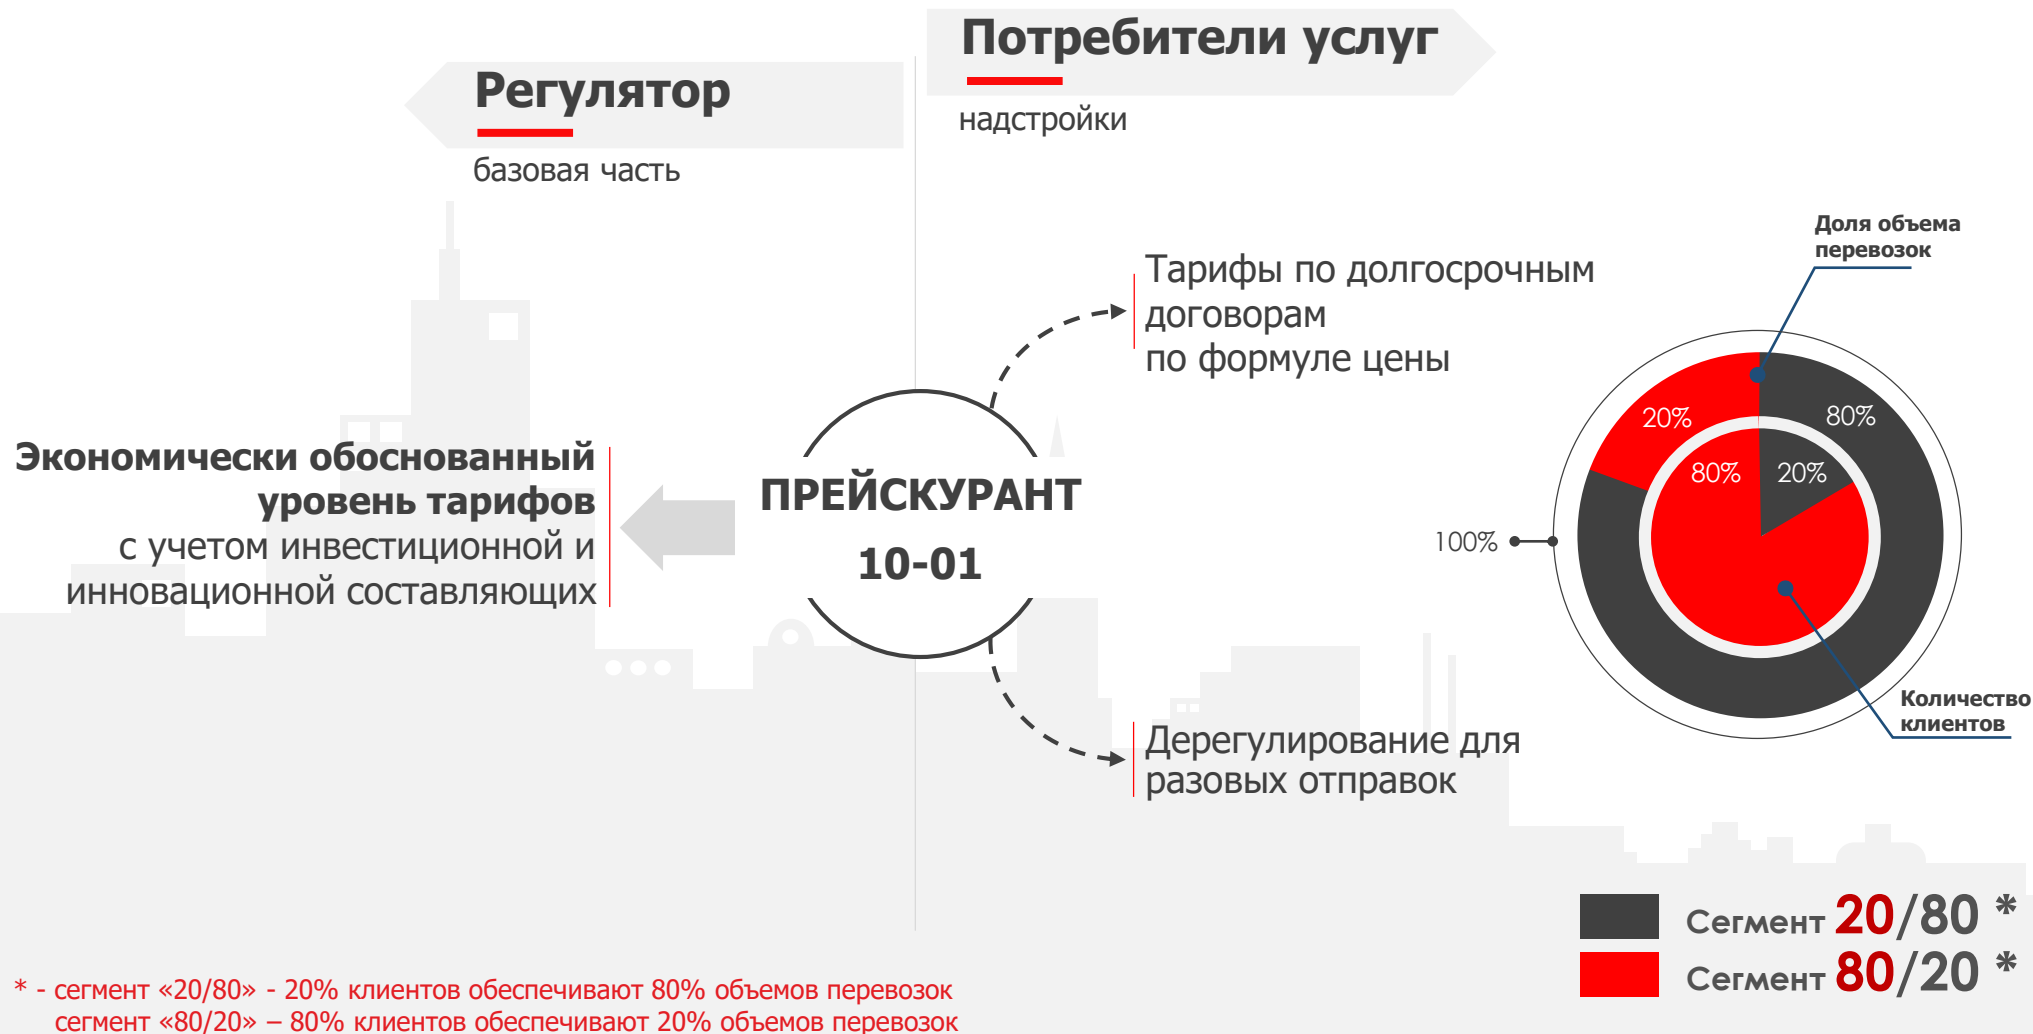 Регулятор
базовая часть
Потребители услуг
надстройки
Экономически обоснованный
уровень тарифов
с учетом инвестиционной и
инновационной составляющих
ПРЕЙСКУРАНТ
10-01
Тарифы по долгосрочным
договорам
по формуле цены
Дерегулирование для
разовых отправок
Доля объема
перевозок
20%
80%
80%
20%
100%
Количество
клиентов
Сегмент 20/80 *
Сегмент 80/20 *
* - сегмент «20/80» - 20% клиентов обеспечивают 80% объемов перевозок
сегмент «80/20» – 80% клиентов обеспечивают 20% объемов перевозок